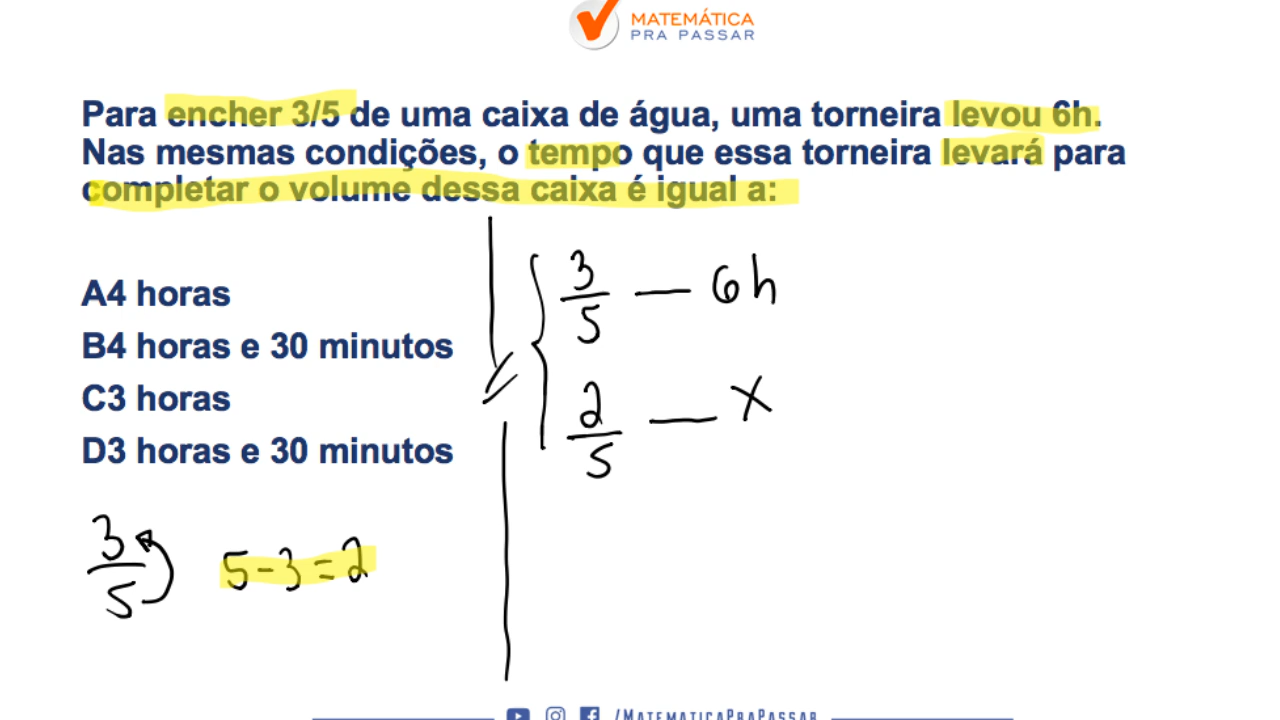 MATEMÁTICA
PRA PASSAR
Para encher 3/5 de uma caixa de água, uma torneira levou 6h.
Nas mesmas condições, o tempo que essa torneira levará para
completar o volume dessa caixa é igual a:
A4 horas
B4 horas e 30 minutos
C3 horas
D3 horas e 30 minutos
3/5 — 6h
2/5 — X
3/5
5-3=2
/MATEMATICAPRAPASSAR